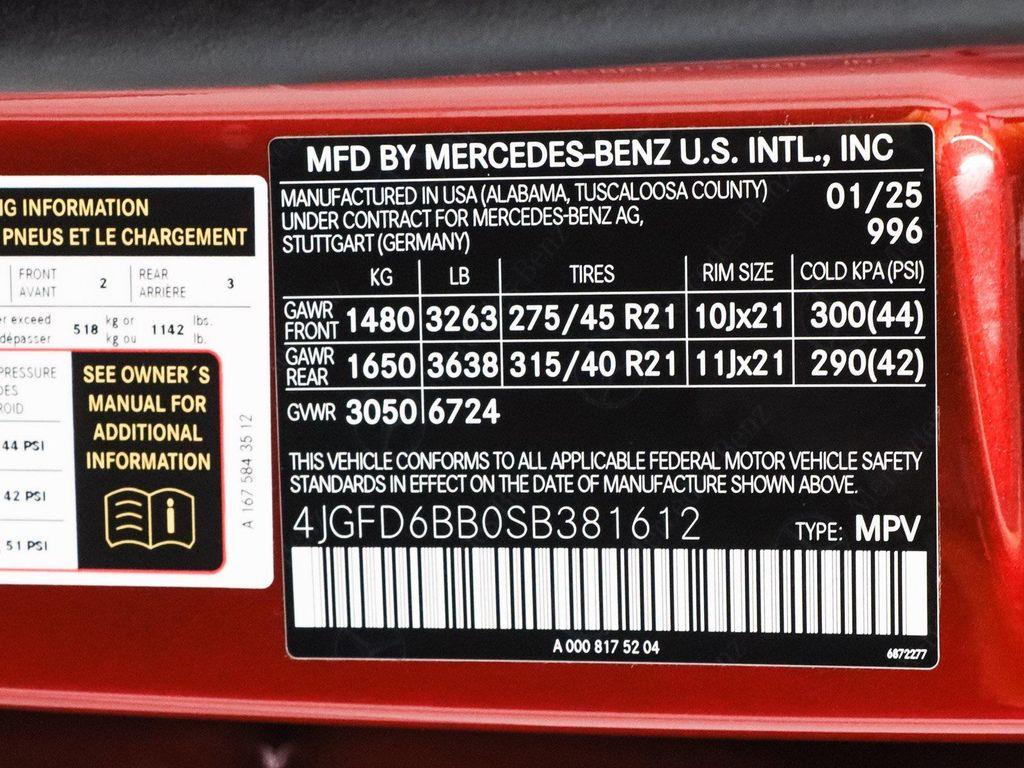 NG INFORMATION
PNEUS ET LE CHARGEMENT
FRONT
AVANT
2
REAR
ARRIÈRE
3
er exceed
dépasser
518
kg or
kg ou
1142
lbs.
lb.
PRESSURE
DES
ROID
44 PSI
42 PSI
51 PSI
SEE OWNER´S
MANUAL FOR
ADDITIONAL
INFORMATION
A 167 584 35 12
MFD BY MERCEDES-BENZ U.S. INTL., INC
MANUFACTURED IN USA (ALABAMA, TUSCALOOSA COUNTY) 01/25
UNDER CONTRACT FOR MERCEDES-BENZ AG, 996
STUTTGART (GERMANY)
KG LB TIRES RIM SIZE COLD KPA (PSI)
GAWR FRONT 1480 3263 275/45 R21 10Jx21 300(44)
GAWR REAR 1650 3638 315/40 R21 11Jx21 290(42)
GVWR 3050 6724
THIS VEHICLE CONFORMS TO ALL APPLICABLE FEDERAL MOTOR VEHICLE SAFETY
STANDARDS IN EFFECT ON THE DATE OF MANUFACTURE SHOWN ABOVE.
4JGFD6BB0SB381612 TYPE: MPV
A 000 817 52 04
6872277